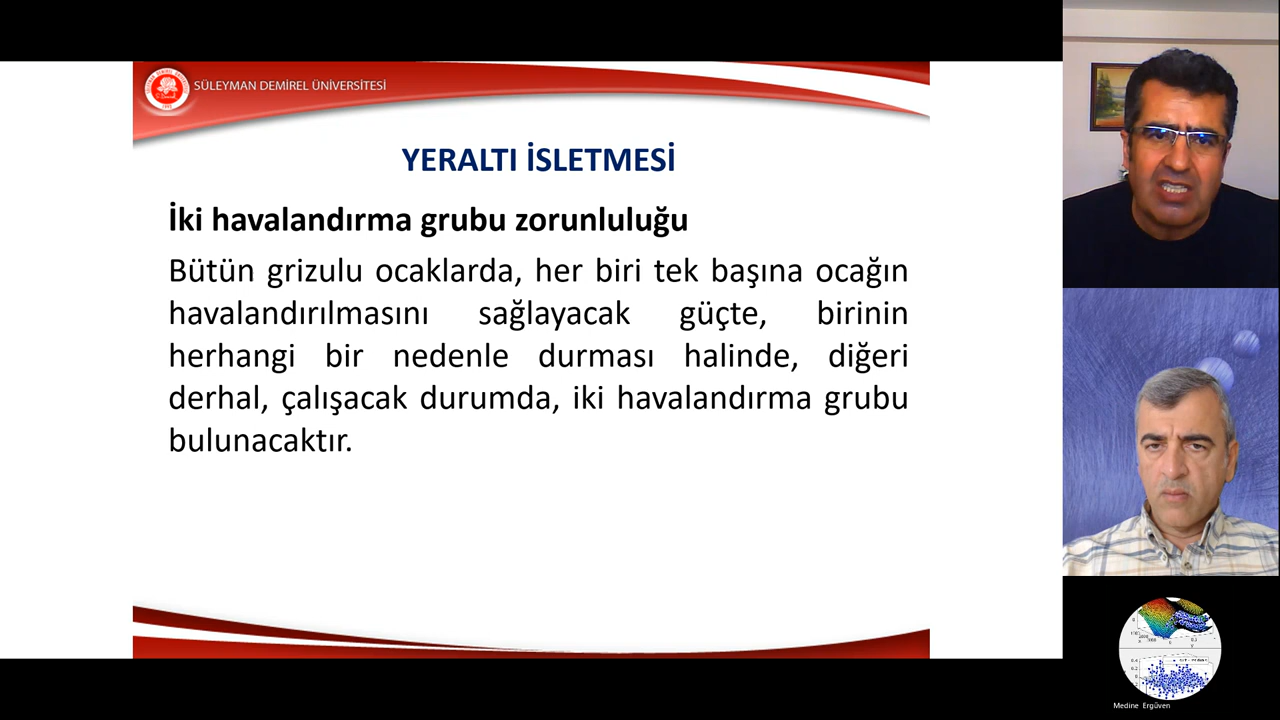 SÜLEYMAN DEMİREL ÜNİVERSİTESİ
YERALTI İSLETMESİ
İki havalandırma grubu zorunluluğu
Bütün grizulu ocaklarda, her biri tek başına ocağın
havalandırılmasını sağlayacak güçte, birinin
herhangi bir nedenle durması halinde, diğeri
derhal, çalışacak durumda, iki havalandırma grubu
bulunacaktır.
Medine Ergüven